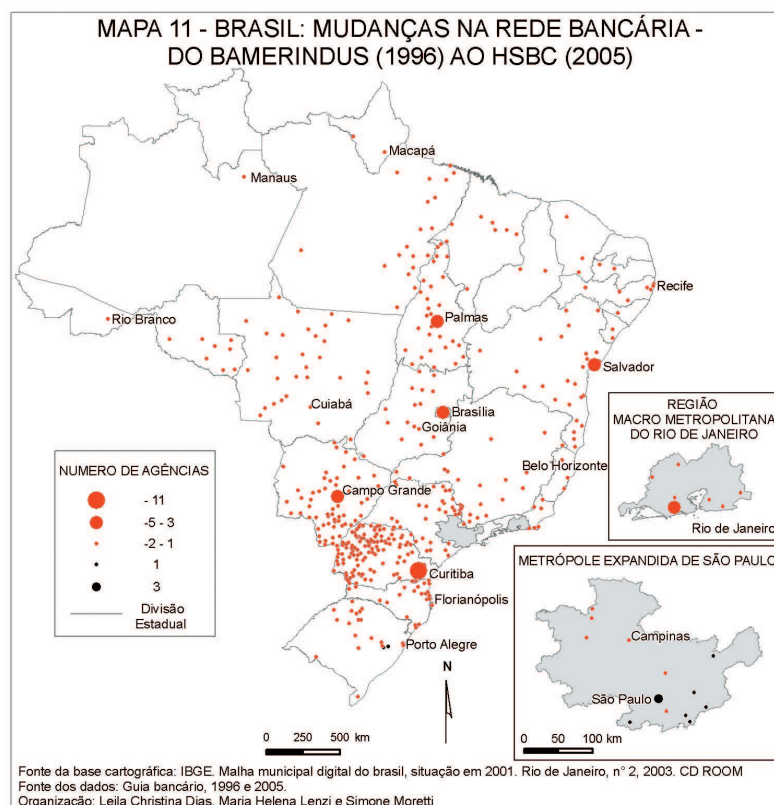 MAPA 11 - BRASIL: MUDANÇAS NA REDE BANCÁRIA -
DO BAMERINDUS (1996) AO HSBC (2005)
Macapá
Manaus
Recife
Rio Branco
Palmas
Salvador
Cuiabá
Brasília
Goiânia
Belo Horizonte
Campo Grande
Curitiba
Florianópolis
Porto Alegre
NUMERO DE AGÊNCIAS
- 11
-5 - 3
-2 - 1
1
3
Divisão
Estadual
REGIÃO
MACRO METROPOLITANA
DO RIO DE JANEIRO
Rio de Janeiro
METRÓPOLE EXPANDIDA DE SÃO PAULO
Campinas
São Paulo
0 50 100 km
N
0 250 500 km
Fonte da base cartográfica: IBGE. Malha municipal digital do brasil, situação em 2001. Rio de Janeiro, n° 2, 2003. CD ROOM
Fonte dos dados: Guia bancário, 1996 e 2005.
Organização: Leila Christina Dias, Maria Helena Lenzi e Simone Moretti